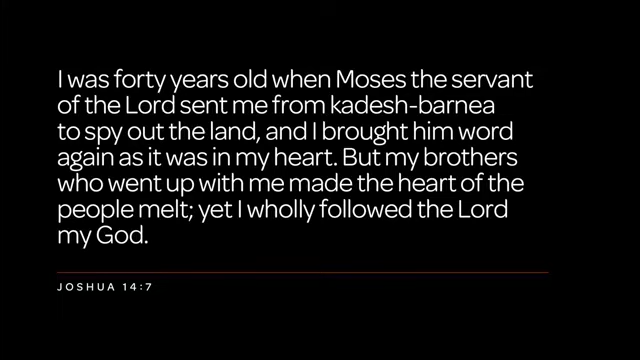 I was forty years old when Moses the servant
of the Lord sent me from kadesh-barnea
to spy out the land, and I brought him word
again as it was in my heart. But my brothers
who went up with me made the heart of the
people melt; yet I wholly followed the Lord
my God.
JOSHUA 14:7